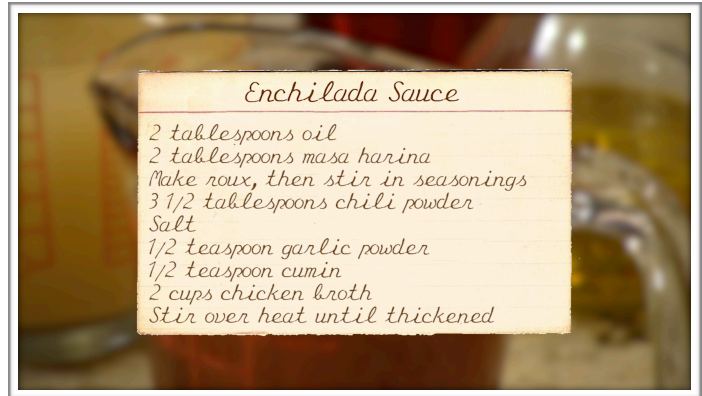 Enchilada Sauce
2 tablespoons oil
2 tablespoons masa harina
Make roux, then stir in seasonings
3 1/2 tablespoons chili powder
Salt
1/2 teaspoon garlic powder
1/2 teaspoon cumin
2 cups chicken broth
Stir over heat until thickened